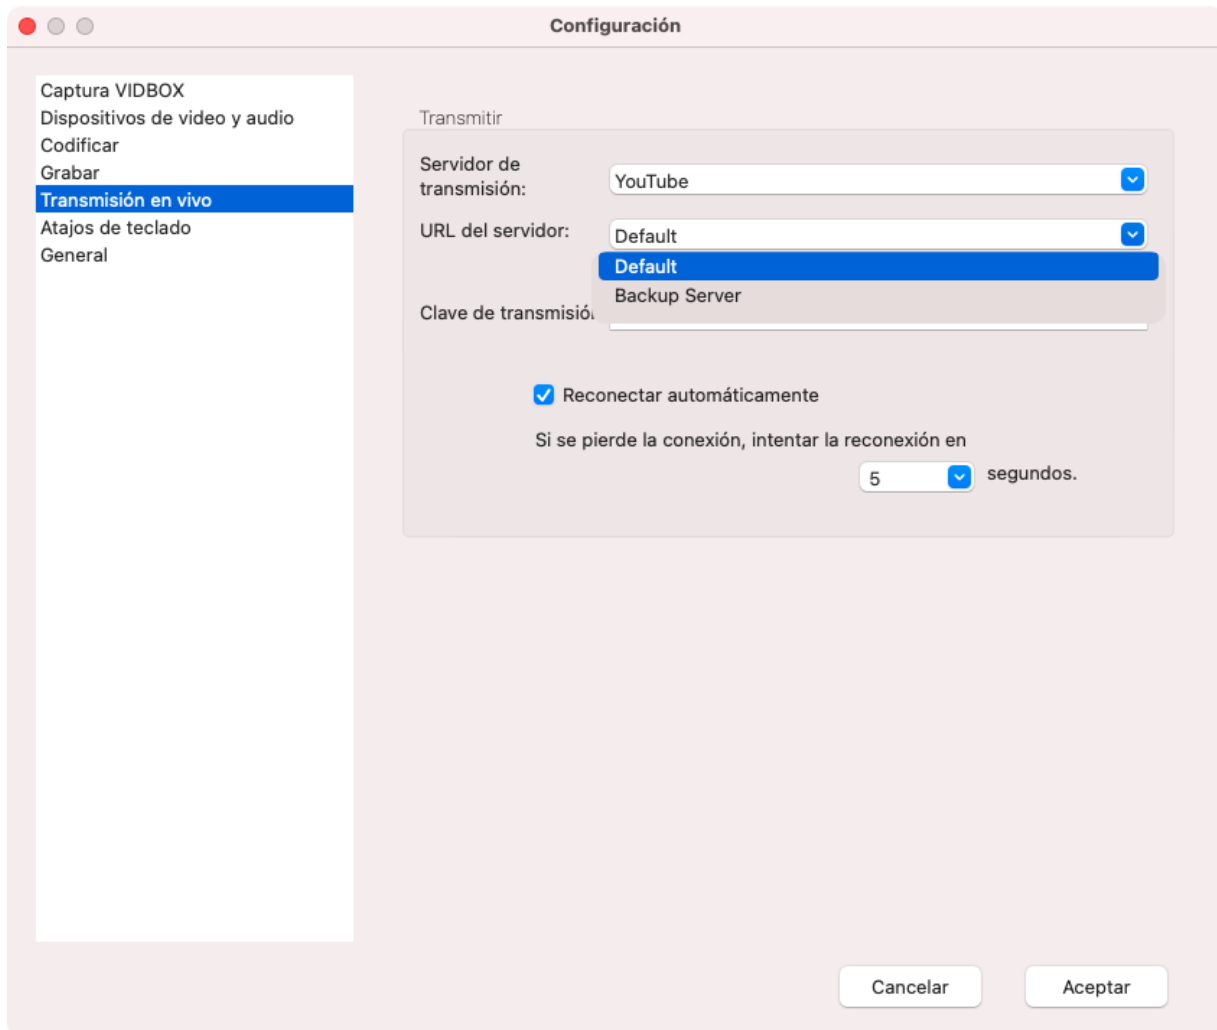 Configuración
Captura VIDBOX
Dispositivos de video y audio
Codificar
Grabar
Transmisión en vivo
Atajos de teclado
General
Transmitir
Servidor de
transmisión:
YouTube
URL del servidor:
Default
Default
Backup Server
Clave de
Reconectar automáticamente
Si se pierde la conexión, intentar la reconexión en
5
segundos.
Cancelar
Aceptar